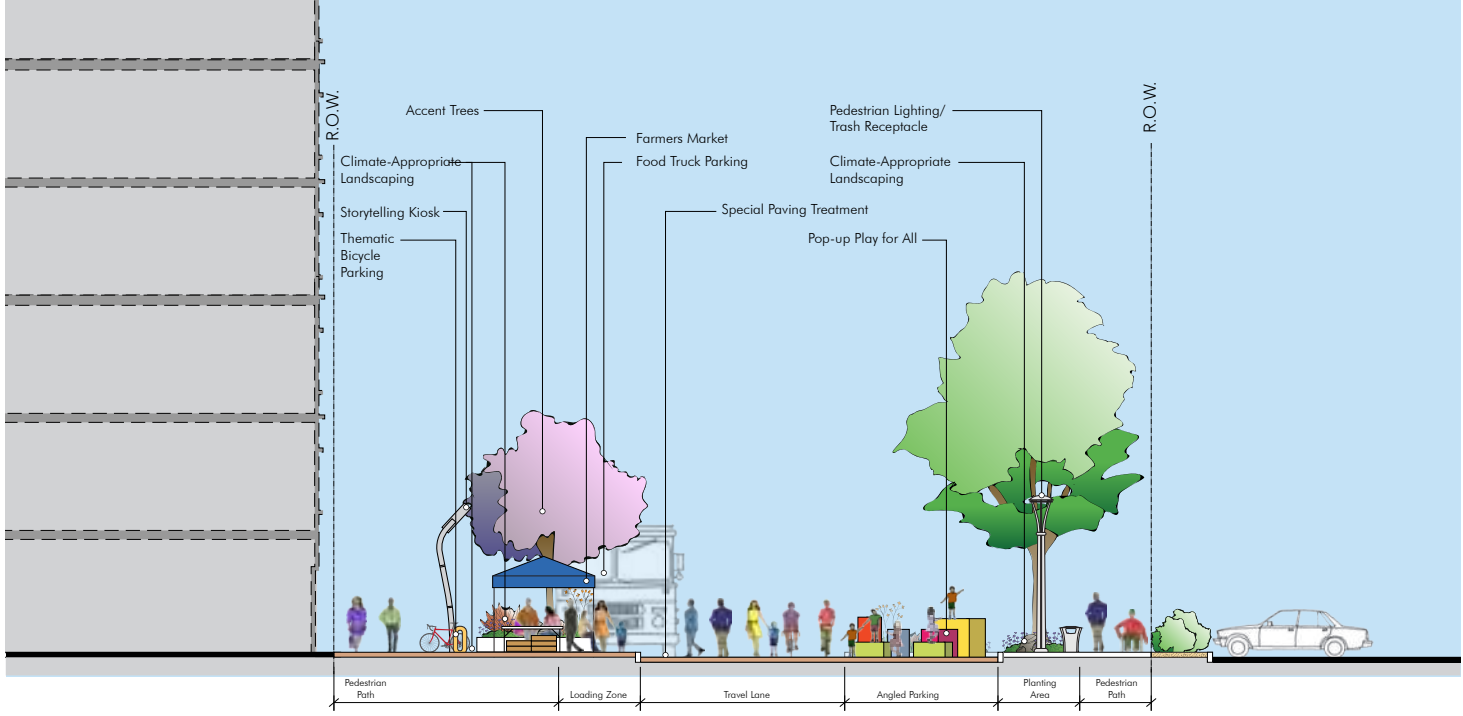 R.O.W.
R.O.W.
Accent Trees
Farmers Market
Climate-Appropriate
Landscaping
Food Truck Parking
Storytelling Kiosk
Thematic
Bicycle
Parking
Pedestrian Lighting/
Trash Receptacle
Climate-Appropriate
Landscaping
Special Paving Treatment
Pop-up Play for All
Pedestrian
Path
Loading Zone
Travel Lane
Angled Parking
Planting
Area
Pedestrian
Path